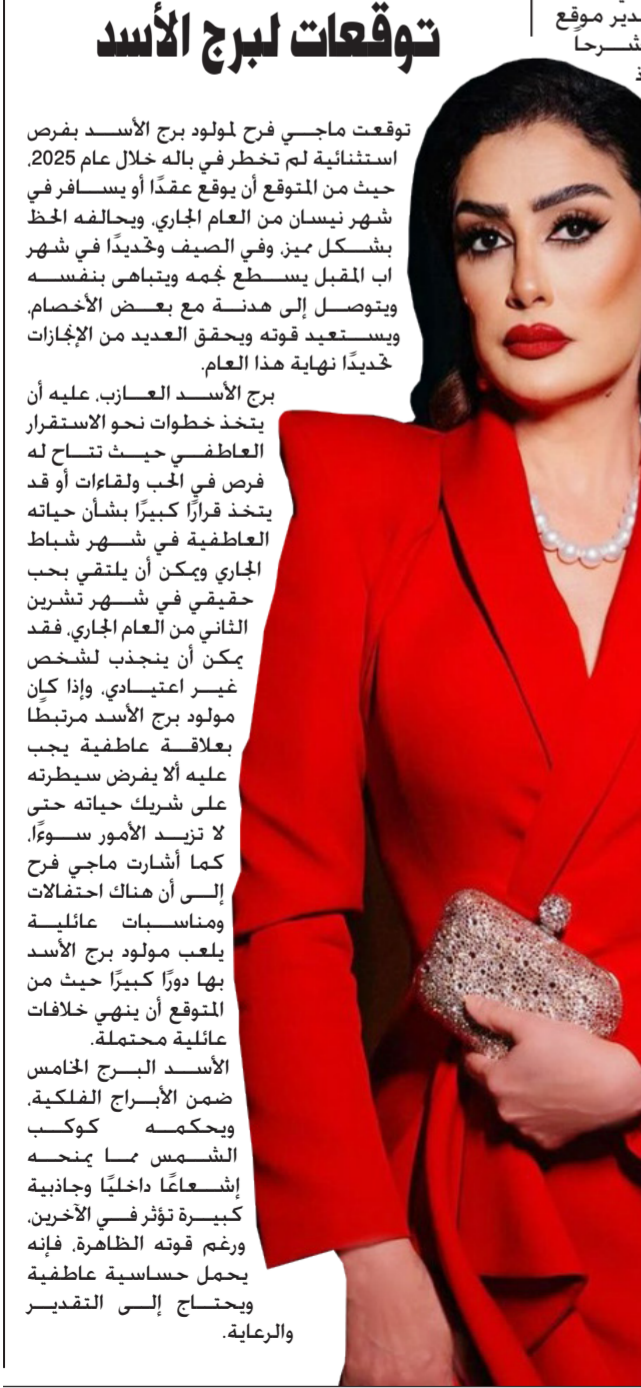 دير موقع
شـرحاً
توقعات لبرج الأسد
توقعت ماجي فرح لمولود برج الأسد بفرص
استثنائية لم تخطر في باله خلال عام 2025،
حيث من المتوقع أن يوقع عقدًا أو يسافر في
شهر نيسان من العام الجاري، ويحالفه الحظ
بشكل مميز، وفي الصيف وتحديدًا في شهر
اب المقبل يسطع نجمه ويتباهى بنفسه
ويتوصل إلى هدنة مع بعض الأخصام،
ويستعيد قوته ويحقق العديد من الإنجازات
تحديدًا نهاية هذا العام.
برج الأسد العازب، عليه أن
يتخذ خطوات نحو الاستقرار
العاطفي حيث تتاح له
فرص في الحب ولقاءات أو قد
يتخذ قرارًا كبيرًا بشأن حياته
العاطفية في شهر شباط
الجاري ويمكن أن يلتقي بحب
حقيقي في شهر تشرين
الثاني من العام الجاري، فقد
يمكن أن ينجذب لشخص
غير اعتيادي، وإذا كان
مولود برج الأسد مرتبطًا
بعلاقة عاطفية يجب
عليه ألا يفرض سيطرته
على شريك حياته حتى
لا تزيد الأمور سوءًا،
كما أشارت ماجي فرح
إلى أن هناك احتفالات
ومناسبات عائلية
يلعب مولود برج الأسد
بها دورًا كبيرًا حيث من
المتوقع أن ينهي خلافات
عائلية محتملة.
الأسد البرج الخامس
ضمن الأبراج الفلكية،
ويحكمه كوكب
الشمس مما يمنحه
إشعاعًا داخليًا وجاذبية
كبيرة تؤثر في الآخرين،
ورغم قوته الظاهرة، فإنه
يحمل حساسية عاطفية
ويحتاج إلى التقدير
والرعاية.